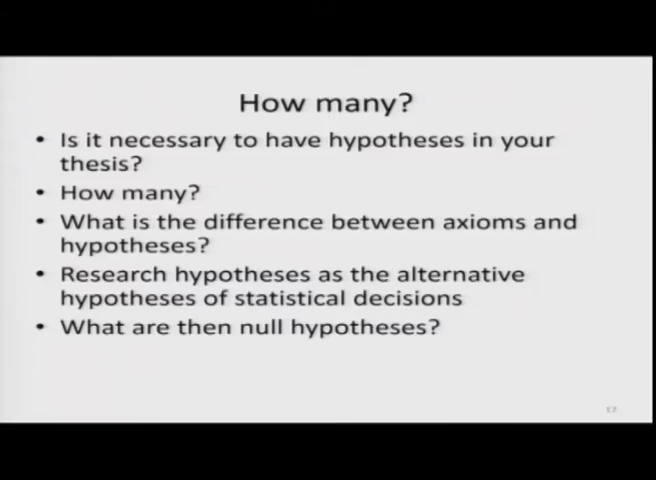 How many?
• Is it necessary to have hypotheses in your
thesis?
• How many?
• What is the difference between axioms and
hypotheses?
• Research hypotheses as the alternative
hypotheses of statistical decisions
• What are then null hypotheses?
17